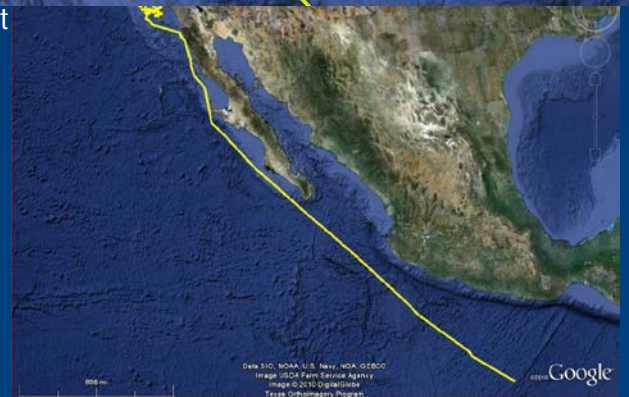 t
Data SIO, NOAA, U.S. Navy, NGA, GEBCO
Image USDA Farm Service Agency
Image © 2010 DigitalGlobe
Texas Orthoimagery Program
©2010 Google